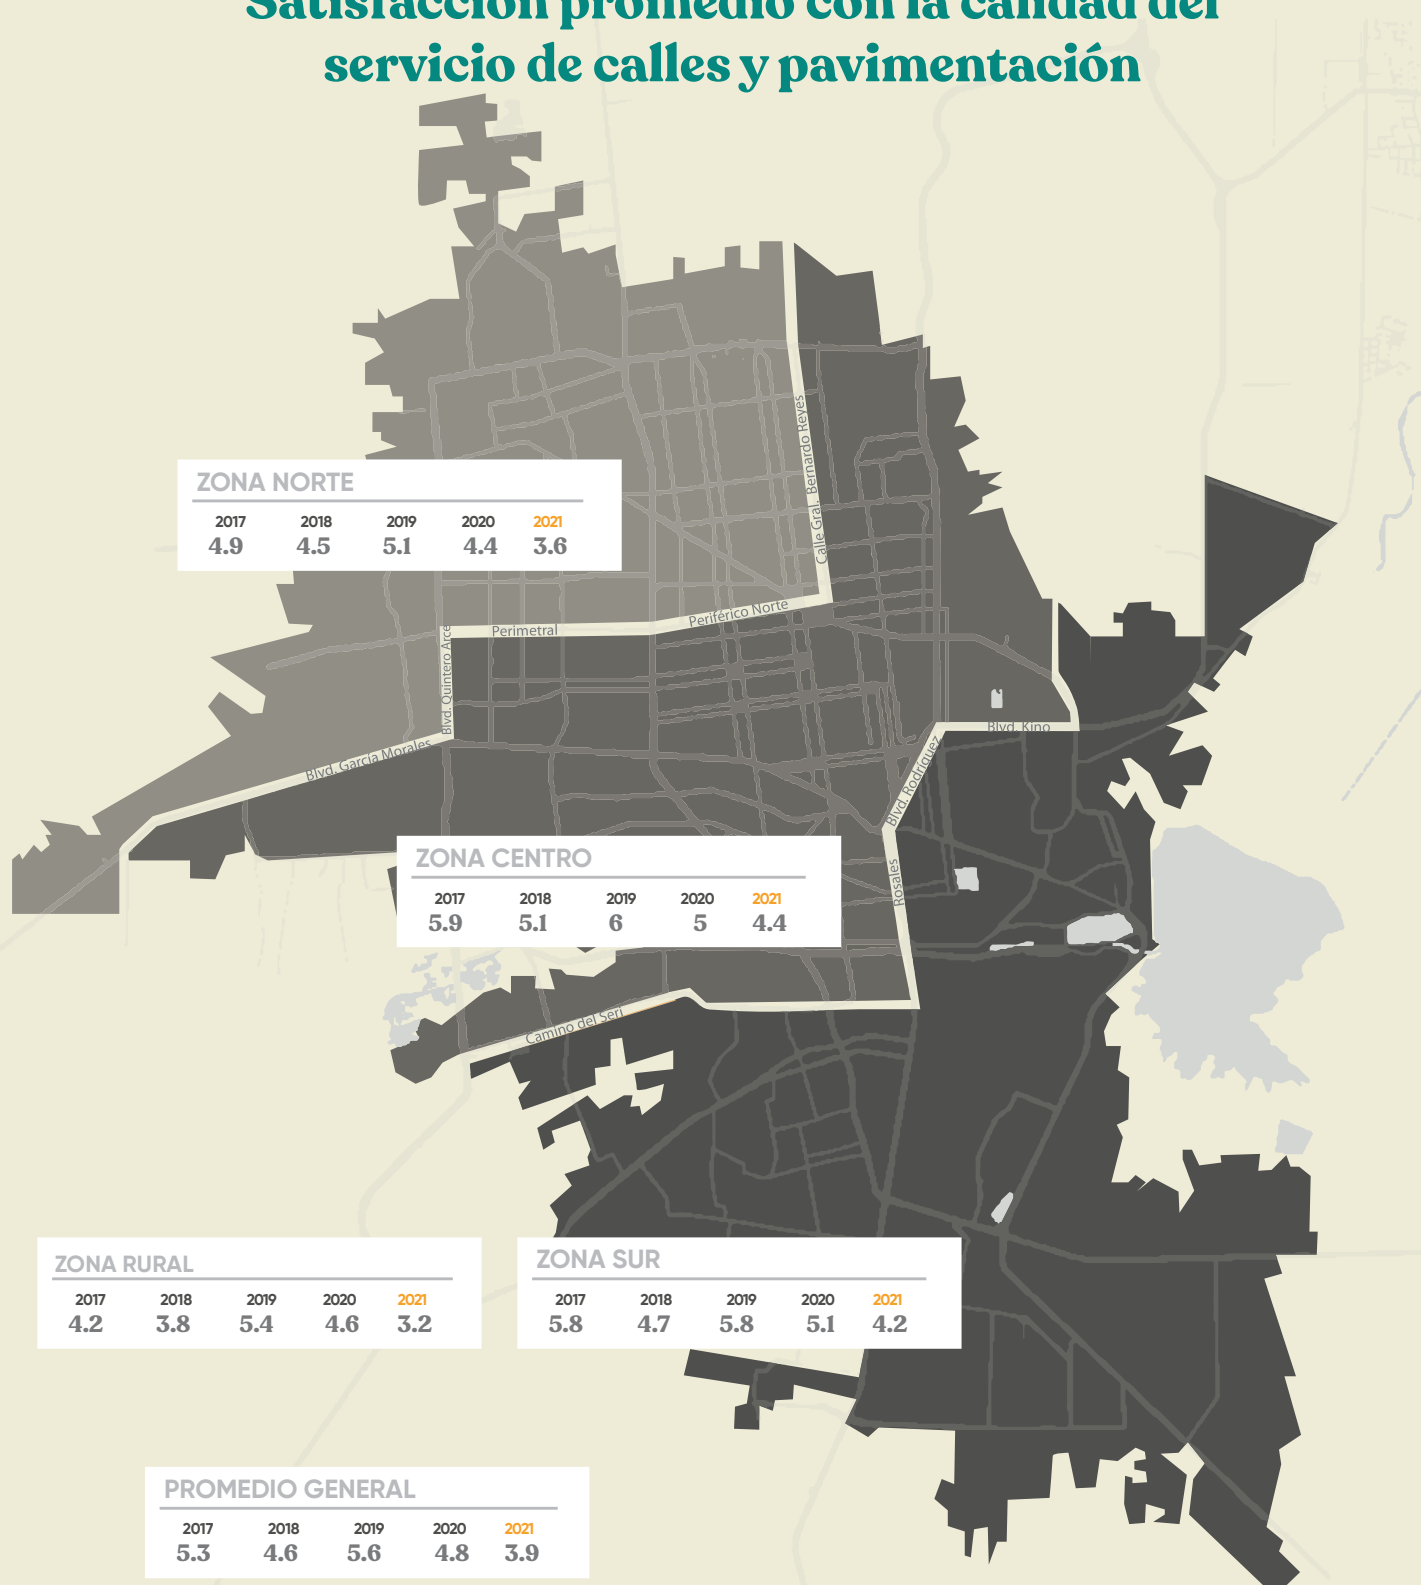 Satisfacción promedio con la calidad del
servicio de calles y pavimentación
Calle Gral. Bernardo Reyes
ZONA NORTE
2017 2018 2019 2020 2021
4.9 4.5 5.1 4.4 3.6
Periférico Norte
Perimetral
Blvd. Quintero Arce
Blvd. García Morales
Blvd. Kino
Blvd. Rodríguez
Rosales
ZONA CENTRO
2017 2018 2019 2020 2021
5.9 5.1 6 5 4.4
Camino del Seri
ZONA RURAL
2017 2018 2019 2020 2021
4.2 3.8 5.4 4.6 3.2
ZONA SUR
2017 2018 2019 2020 2021
5.8 4.7 5.8 5.1 4.2
PROMEDIO GENERAL
2017 2018 2019 2020 2021
5.3 4.6 5.6 4.8 3.9